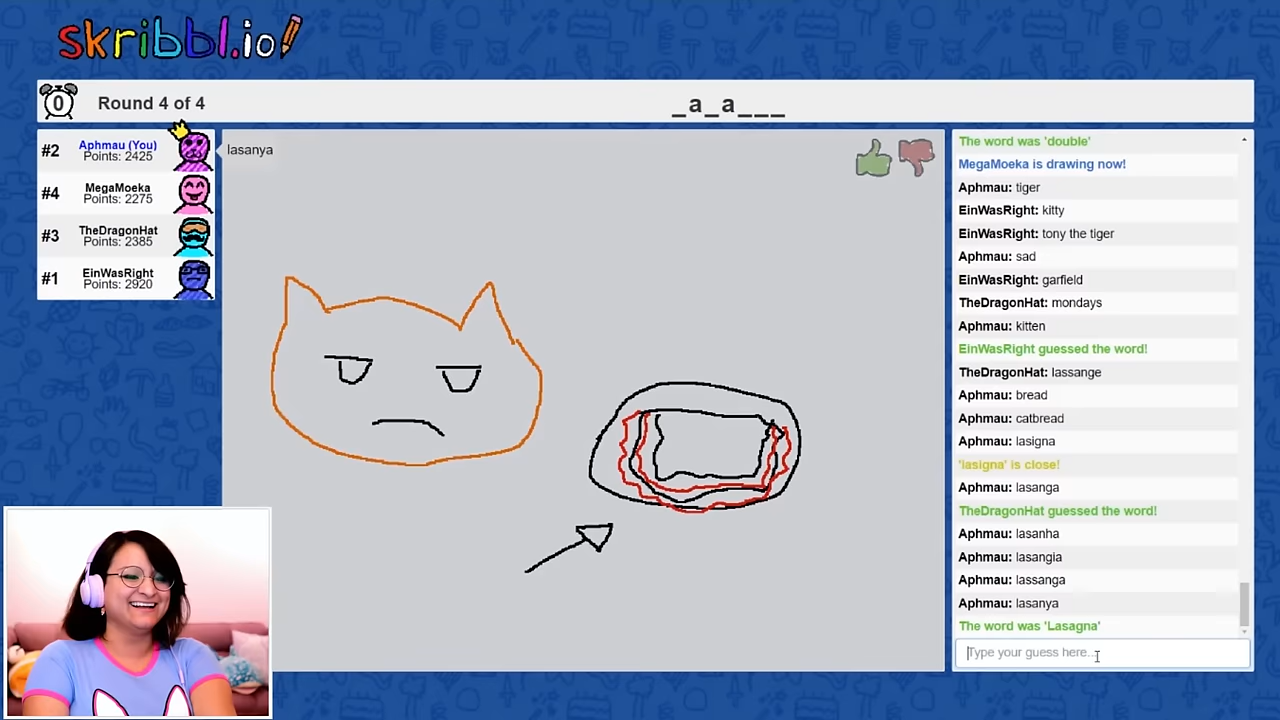 skribbl.io
0
Round 4 of 4
_a_a___
#2
Aphmau (You)
Points: 2425
#4
MegaMoeka
Points: 2275
#3
TheDragonHat
Points: 2385
#1
EinWasRight
Points: 2920
lasanya
The word was 'double'
MegaMoeka is drawing now!
Aphmau: tiger
EinWasRight: kitty
EinWasRight: tony the tiger
Aphmau: sad
EinWasRight: garfield
TheDragonHat: mondays
Aphmau: kitten
EinWasRight guessed the word!
TheDragonHat: lassange
Aphmau: bread
Aphmau: catbread
Aphmau: lasigna
'lasigna' is close!
Aphmau: lasanga
TheDragonHat guessed the word!
Aphmau: lasanha
Aphmau: lasangia
Aphmau: lassanga
Aphmau: lasanya
The word was 'Lasagna'
Type your guess here...